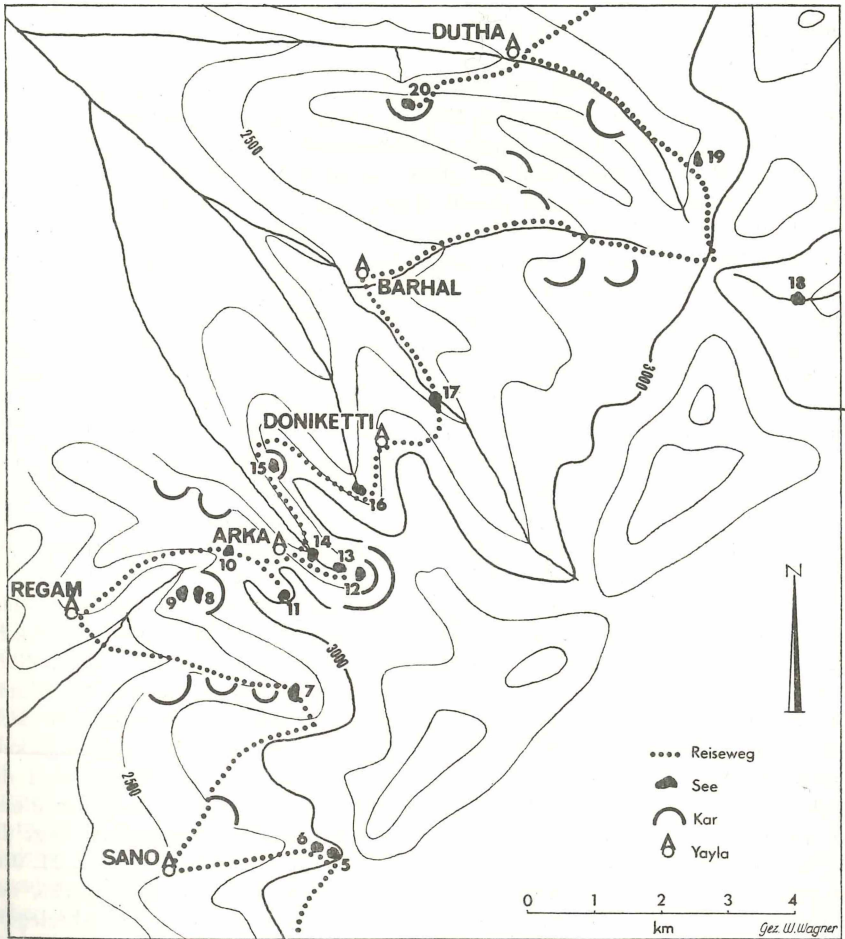 DUTHA
20
2500
19
BARHAL
18
17
3000
DONIKETTI
15
16
ARKA
14
13
12
10
11
REGAM
9 8
3000
7
2500
N
Reiseweg
See
Kar
Yayla
6
5
SANO
0 1 2 3 4
km
Gez. W. Wagner